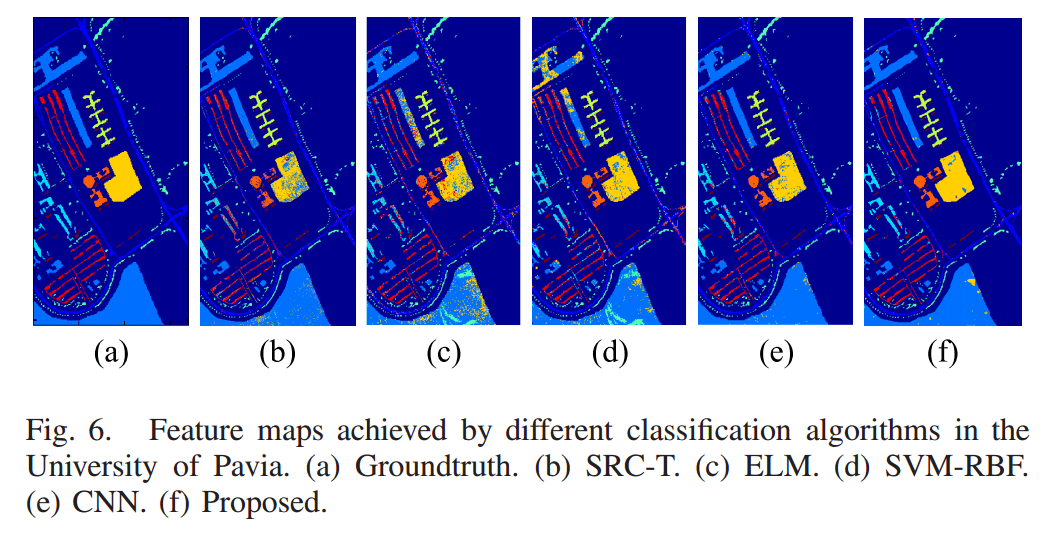 (a) (b) (c) (d) (e) (f)
Fig. 6. Feature maps achieved by different classification algorithms in the
University of Pavia. (a) Groundtruth. (b) SRC-T. (c) ELM. (d) SVM-RBF.
(e) CNN. (f) Proposed.